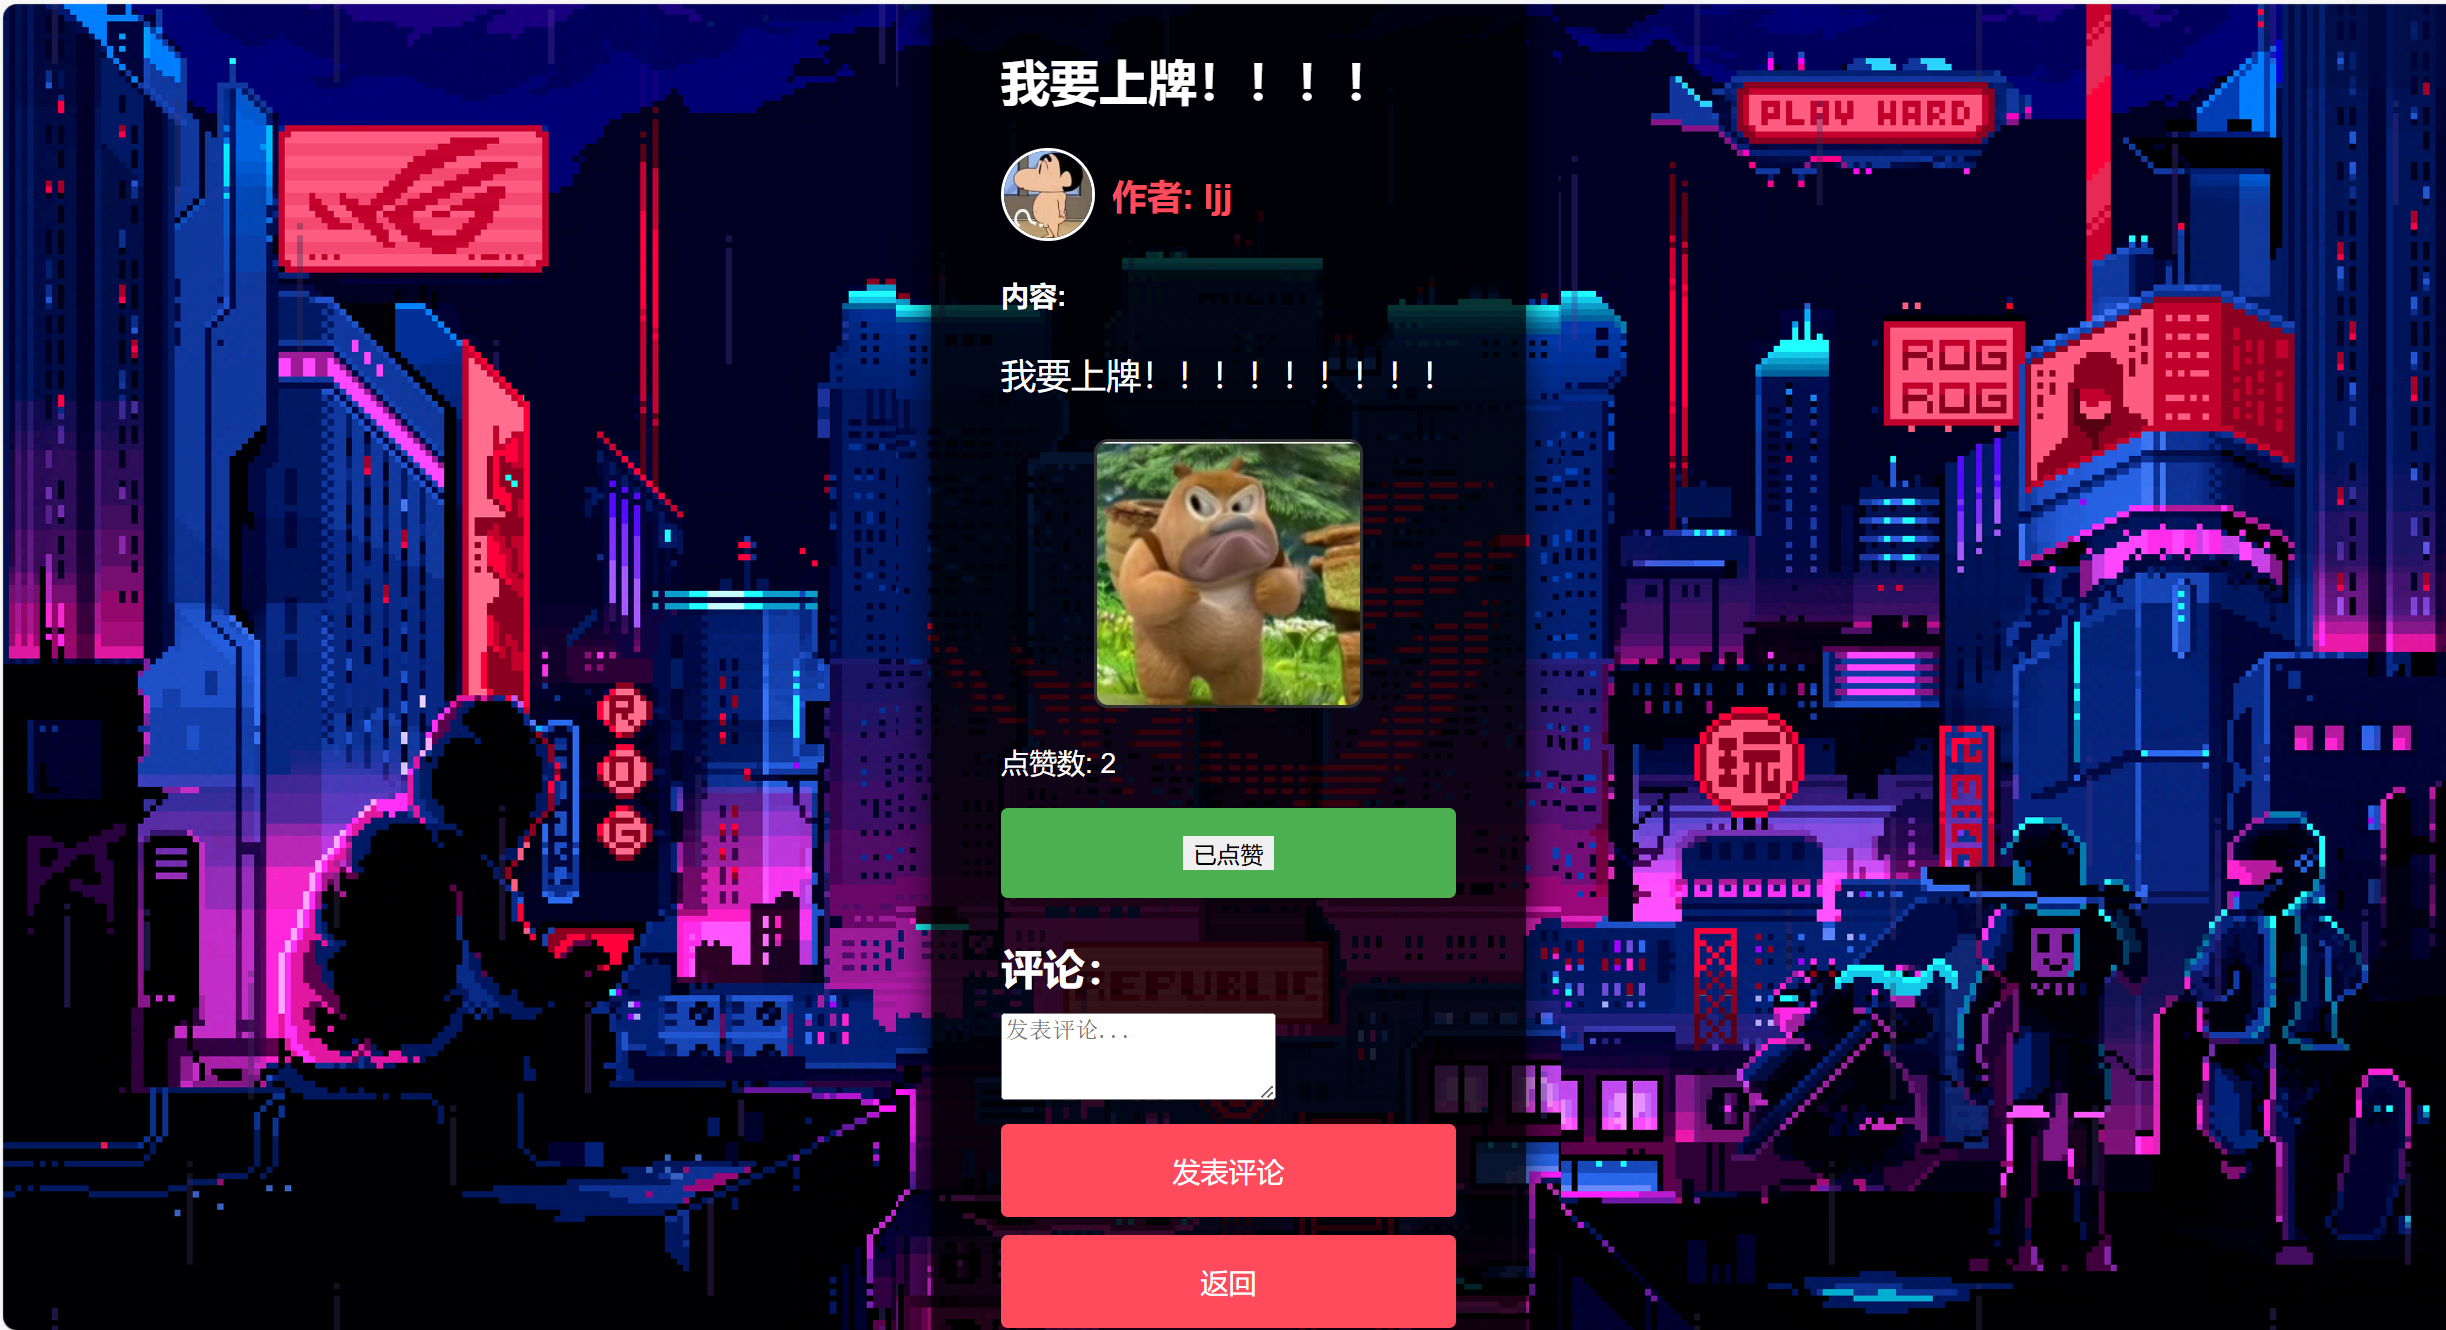 我要上牌！！！！
PLAY HARD
作者: ljj
内容:
ROG
ROG
我要上牌！！！！！！！！！
R
O
G
玩
点赞数: 2
已点赞
评论：
REPUBLIC
发表评论...
发表评论
返回